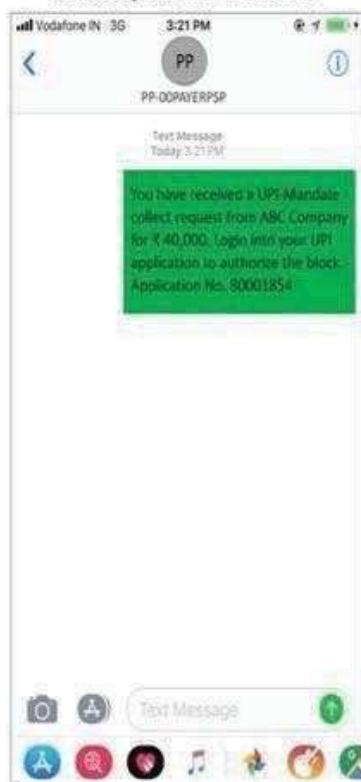 Vodafone IN 3G 3:21 PM
PP
PP-OOPAYERPSP
Text Message
Today 3:21 PM
You have received a UPI-Mandate
collect request from ABC Company
for ₹ 40,000. Login into your UPI
application to authorize the block.
Application No. 80001854
Text Message